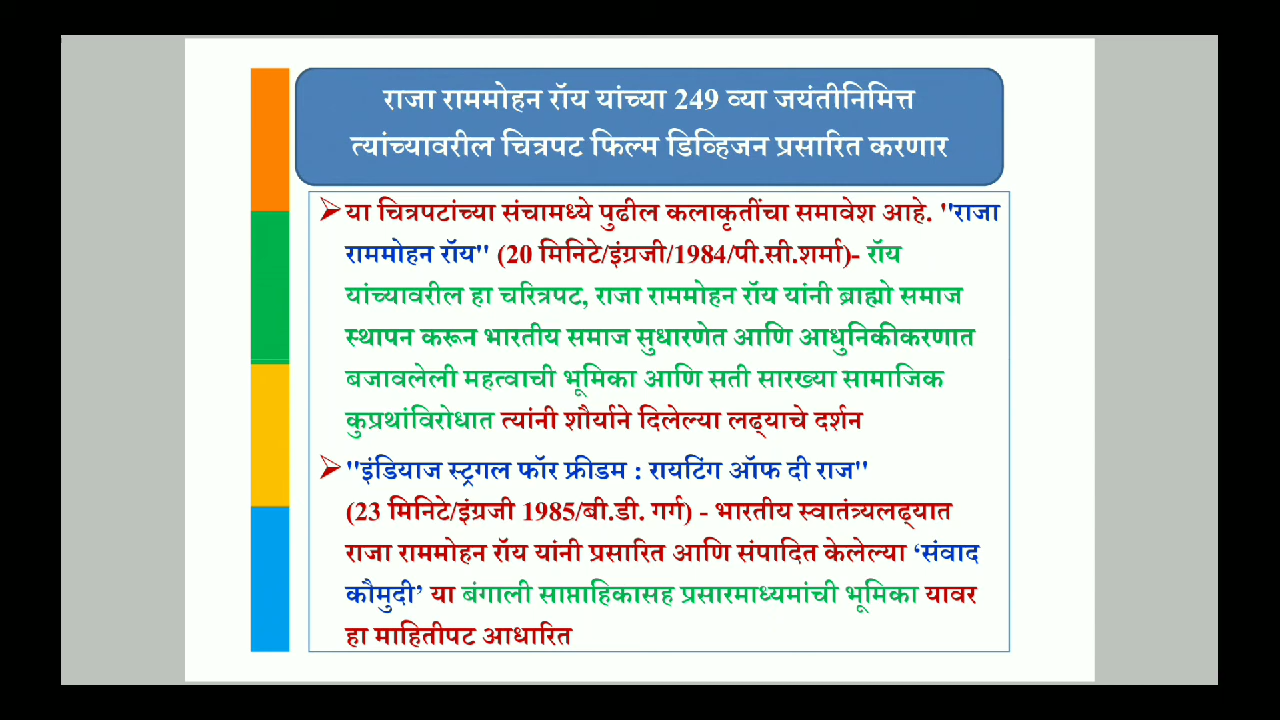 राजा राममोहन रॉय यांच्या 249 व्या जयंतीनिमित्त
त्यांच्यावरील चित्रपट फिल्म डिव्हिजन प्रसारित करणार
या चित्रपटांच्या संचामध्ये पुढील कलाकृतींचा समावेश आहे. "राजा
राममोहन रॉय" (20 मिनिटे/इंग्रजी/1984/पी.सी.शर्मा)- रॉय
यांच्यावरील हा चरित्रपट, राजा राममोहन रॉय यांनी ब्राह्मो समाज
स्थापन करून भारतीय समाज सुधारणेत आणि आधुनिकीकरणात
बजावलेली महत्वाची भूमिका आणि सती सारख्या सामाजिक
कुप्रथांविरोधात त्यांनी शौर्याने दिलेल्या लढ्याचे दर्शन
"इंडियाज स्ट्रगल फॉर फ्रीडम : रायटिंग ऑफ दी राज"
(23 मिनिटे/इंग्रजी 1985/बी.डी. गर्ग) - भारतीय स्वातंत्र्यलढ्यात
राजा राममोहन रॉय यांनी प्रसारित आणि संपादित केलेल्या ‘संवाद
कौमुदी’ या बंगाली साप्ताहिकासह प्रसारमाध्यमांची भूमिका यावर
हा माहितीपट आधारित